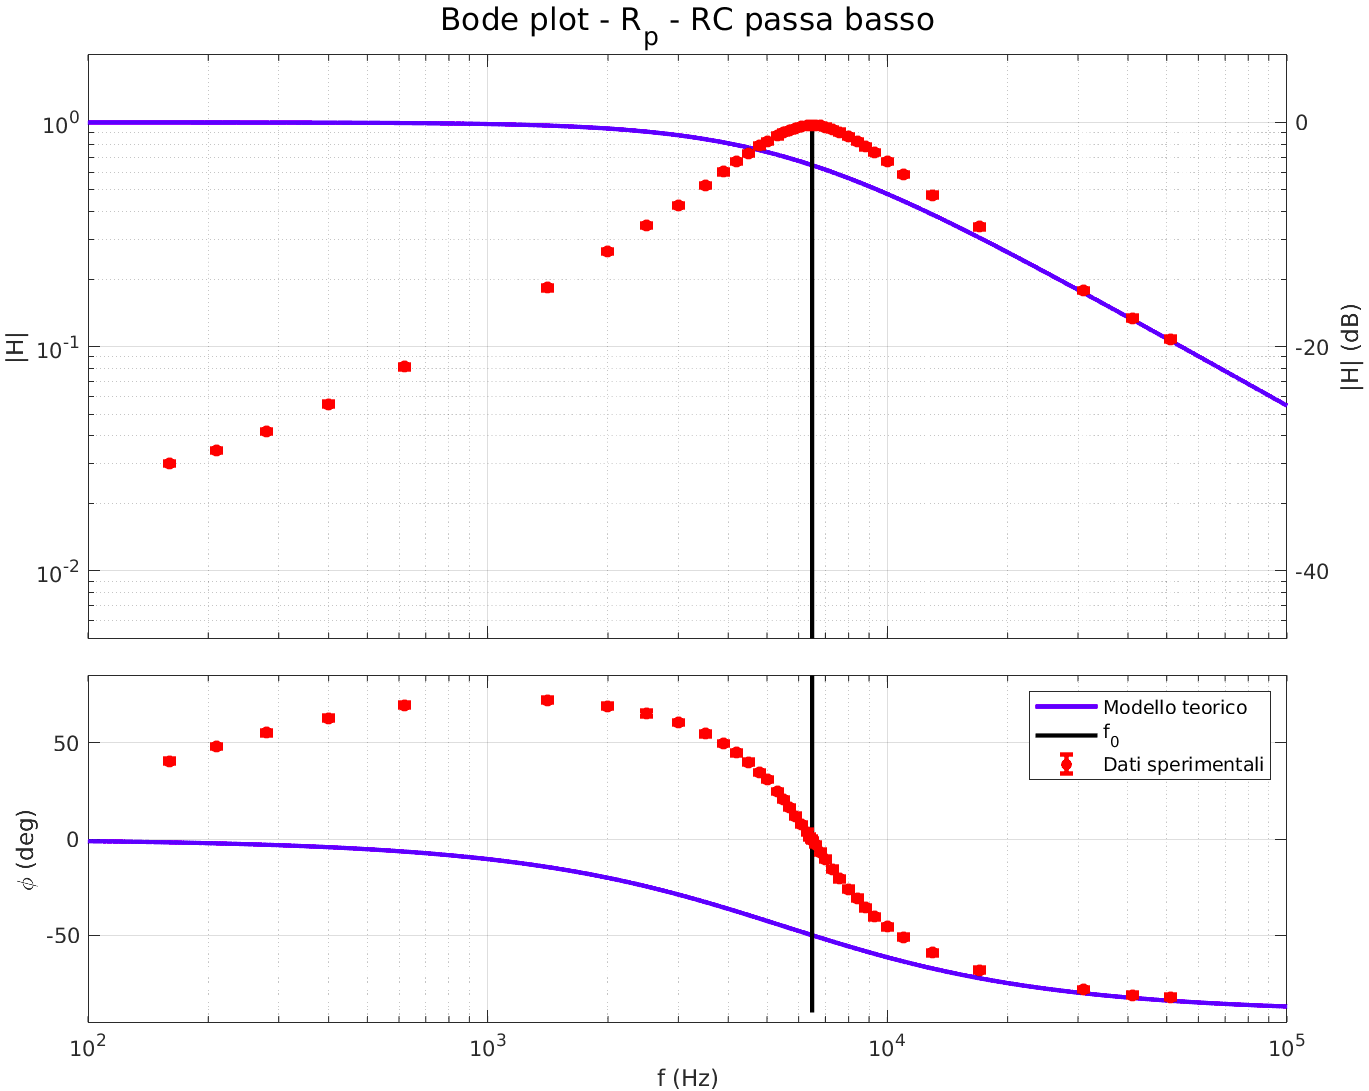 Bode plot - R_p - RC passa basso
10^0
10^-1
10^-2
|H|
0
-20
-40
|H| (dB)
50
0
-50
ϕ (deg)
Modello teorico
f_0
Dati sperimentali
10^2
10^3
10^4
10^5
f (Hz)